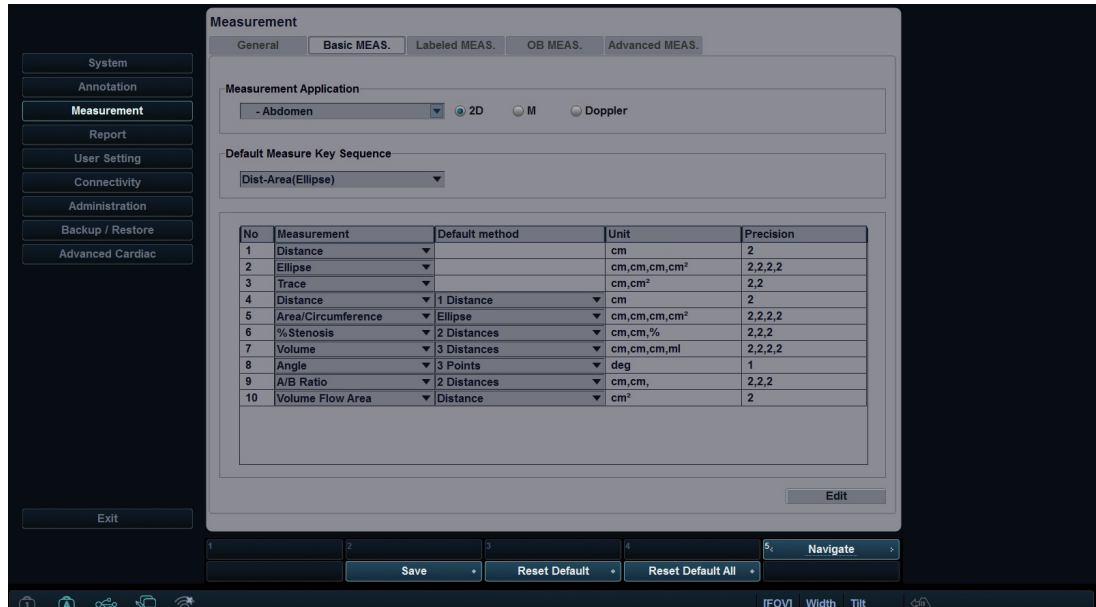 Measurement
General Basic MEAS. Labeled MEAS. OB MEAS. Advanced MEAS.
System
Annotation
Measurement
Report
User Setting
Connectivity
Administration
Backup / Restore
Advanced Cardiac
Exit
Measurement Application
- Abdomen 2D M Doppler
Default Measure Key Sequence
Dist-Area(Ellipse)
No Measurement Default method Unit Precision
1 Distance cm 2
2 Ellipse cm,cm,cm,cm² 2,2,2,2
3 Trace cm,cm² 2,2
4 Distance 1 Distance cm 2
5 Area/Circumference Ellipse cm,cm,cm,cm² 2,2,2,2
6 %Stenosis 2 Distances cm,cm,% 2,2,2
7 Volume 3 Distances cm,cm,cm,ml 2,2,2,2
8 Angle 3 Points deg 1
9 A/B Ratio 2 Distances cm,cm, 2,2,2
10 Volume Flow Area Distance cm² 2
Edit
1 2 3 4 5 Navigate
Save Reset Default Reset Default All
1 A [FOV] Width Tilt